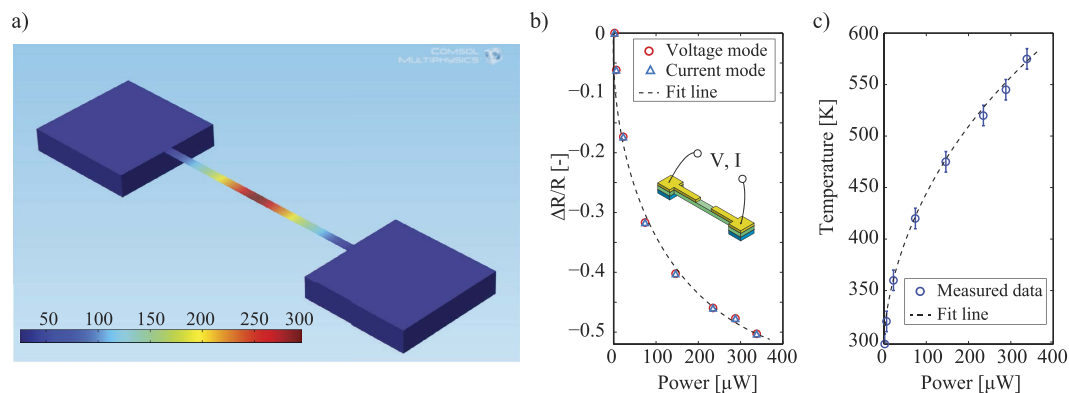 a)
COMSOL
MULTIPHYSICS
50 100 150 200 250 300
b)
0
−0.1
−0.2
−0.3
−0.4
−0.5
ΔR/R [-]
Voltage mode
Current mode
Fit line
V, I
0 100 200 300 400
Power [μW]
c)
600
550
500
450
420
350
300
Temperature [K]
Measured data
Fit line
0 100 200 300 400
Power [μW]